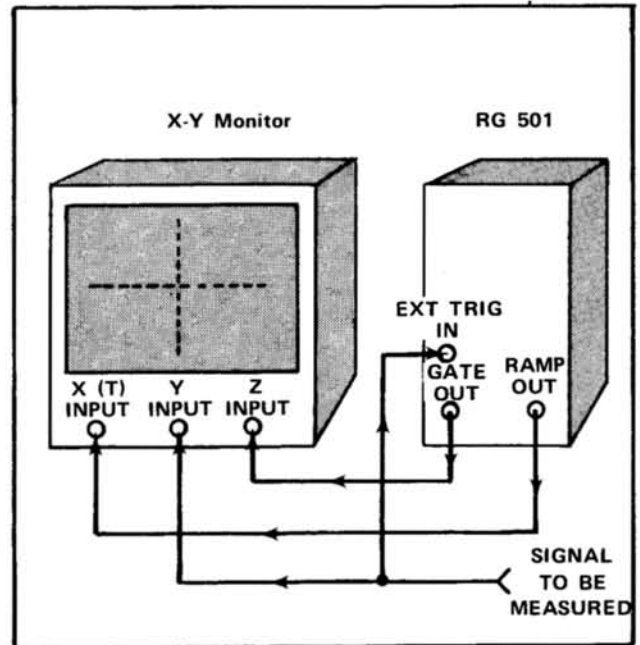 X-Y Monitor
RG 501
X (T)
INPUT
Y
INPUT
Z
INPUT
EXT TRIG
IN
GATE
OUT
RAMP
OUT
SIGNAL
TO BE
MEASURED